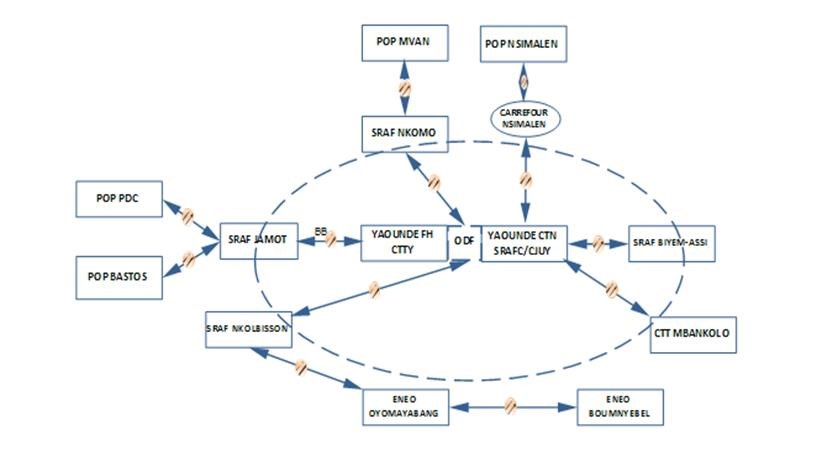 POP MVAN
POP NSIMALEN
CARREFOUR
NSIMALEN
SRAF NKOMO
POP PDC
SRAF JAMOT
BB
YAOUNDE FH
CTTY
ODF
YAOUNDE CTN
SRAFC/CJUY
SRAF BIYEM-ASSI
POP BASTOS
SRAF NKOLBISSON
CTT MBANKOLO
ENEO
OYOMAYABANG
ENEO
BOUMNYEBEL